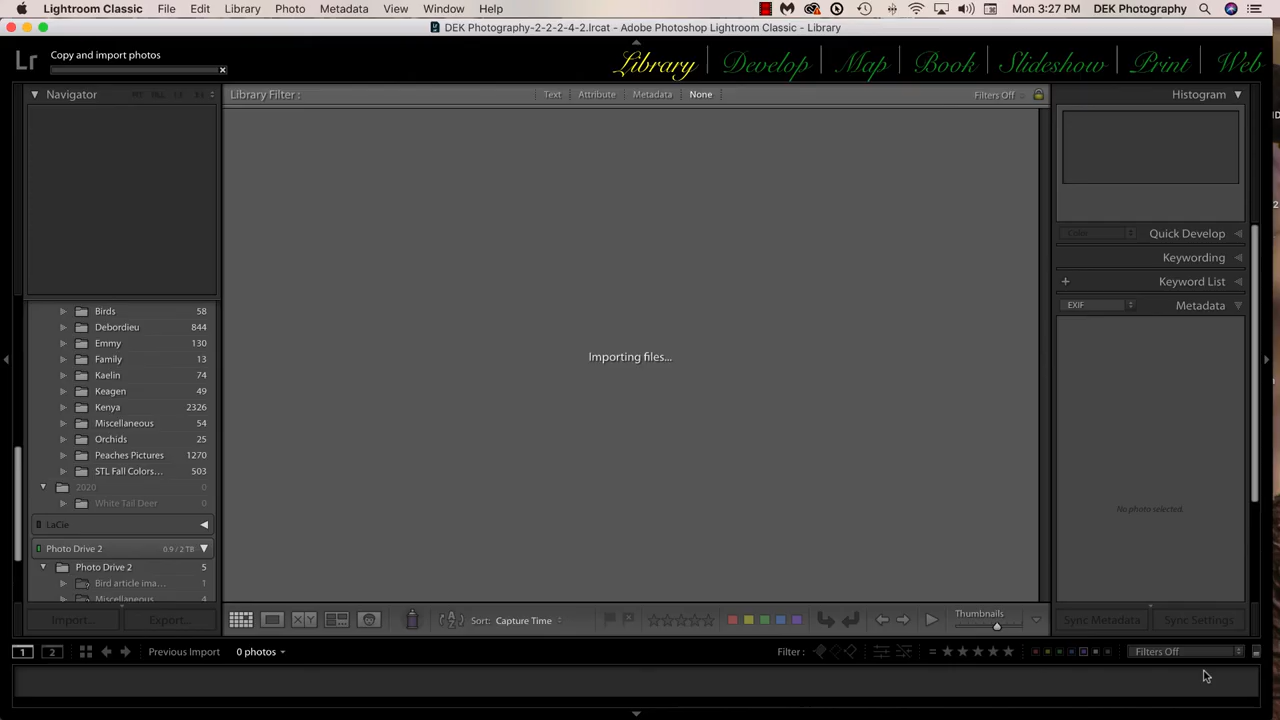 Lightroom Classic File Edit Library Photo Metadata View Window Help Mon 3:27 PM DEK Photography
DEK Photography-2-2-2-4-2.lrcat - Adobe Photoshop Lightroom Classic - Library
Lr Copy and import photos
Library | Develop | Map | Book | Slideshow | Print | Web
Navigator
Library Filter : Text Attribute Metadata None Filters Off
Histogram
Quick Develop
Keywording
Keyword List
EXIF Metadata
No photo selected.
Importing files...
Birds 58
Debordieu 844
Emmy 130
Family 13
Kaelin 74
Keagen 49
Kenya 2326
Miscellaneous 54
Orchids 25
Peaches Pictures 1270
STL Fall Colors... 503
2020 0
White Tail Deer 0
LaCie
Photo Drive 2 0.9 / 2 TB
Photo Drive 2 5
Bird article ima... 1
Miscellaneous 4
Import... Export...
Sort: Capture Time
Thumbnails
Sync Metadata Sync Settings
1 2 Previous Import 0 photos
Filter : Filters Off